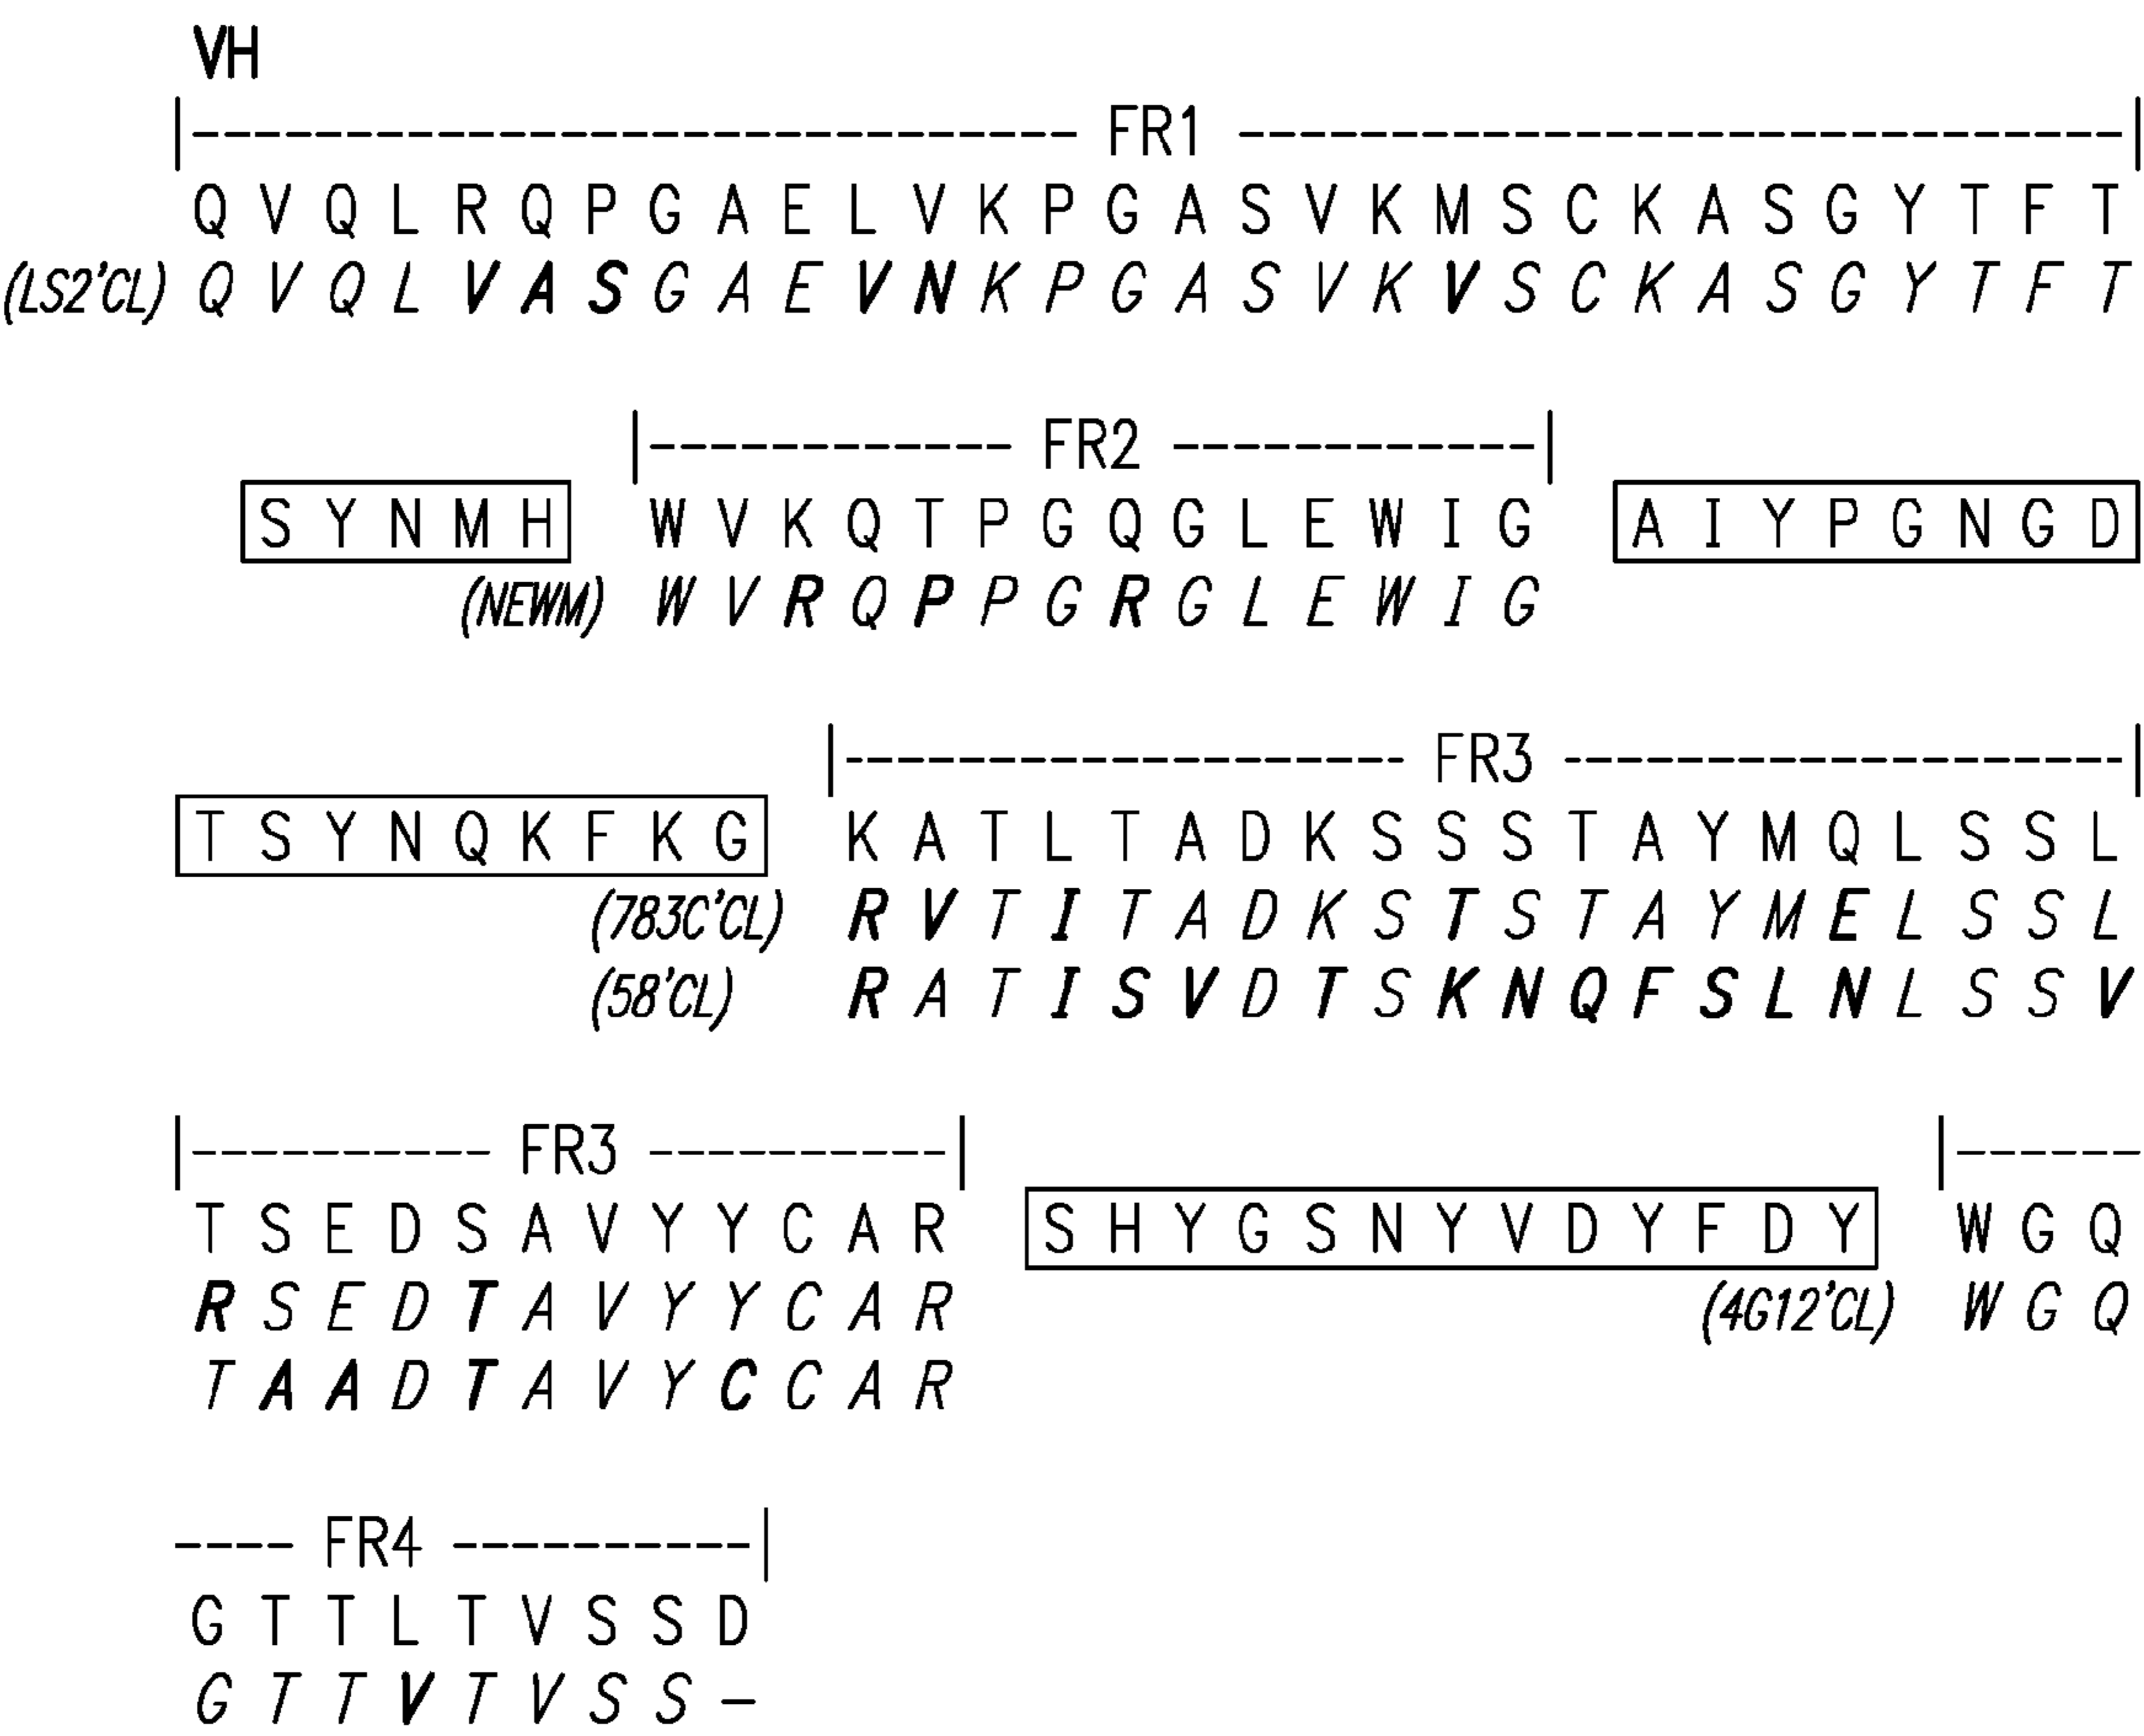 VH
|------------------------------ FR1 ------------------------------|
Q V Q L R Q P G A E L V K P G A S V K M S C K A S G Y T F T
(LS2'CL) Q V Q L V A S G A E V N K P G A S V K V S C K A S G Y T F T
|------------ FR2 ------------|
S Y N M H W V K Q T P G Q G L E W I G A I Y P G N G D
(NEWM) W V R Q P P G R G L E W I G
|------------------- FR3 -------------------|
T S Y N Q K F K G K A T L T A D K S S S T A Y M Q L S S L
(783C'CL) R V T I T A D K S T S T A Y M E L S S L
(58'CL) R A T I S V D T S K N Q F S L N L S S V
|---------- FR3 ----------| |------
T S E D S A V Y Y C A R S H Y G S N Y V D Y F D Y W G Q
R S E D T A V Y Y C A R (4G12'CL) W G Q
T A A D T A V Y C C A R
---- FR4 ----------|
G T T L T V S S D
G T T V T V S S -